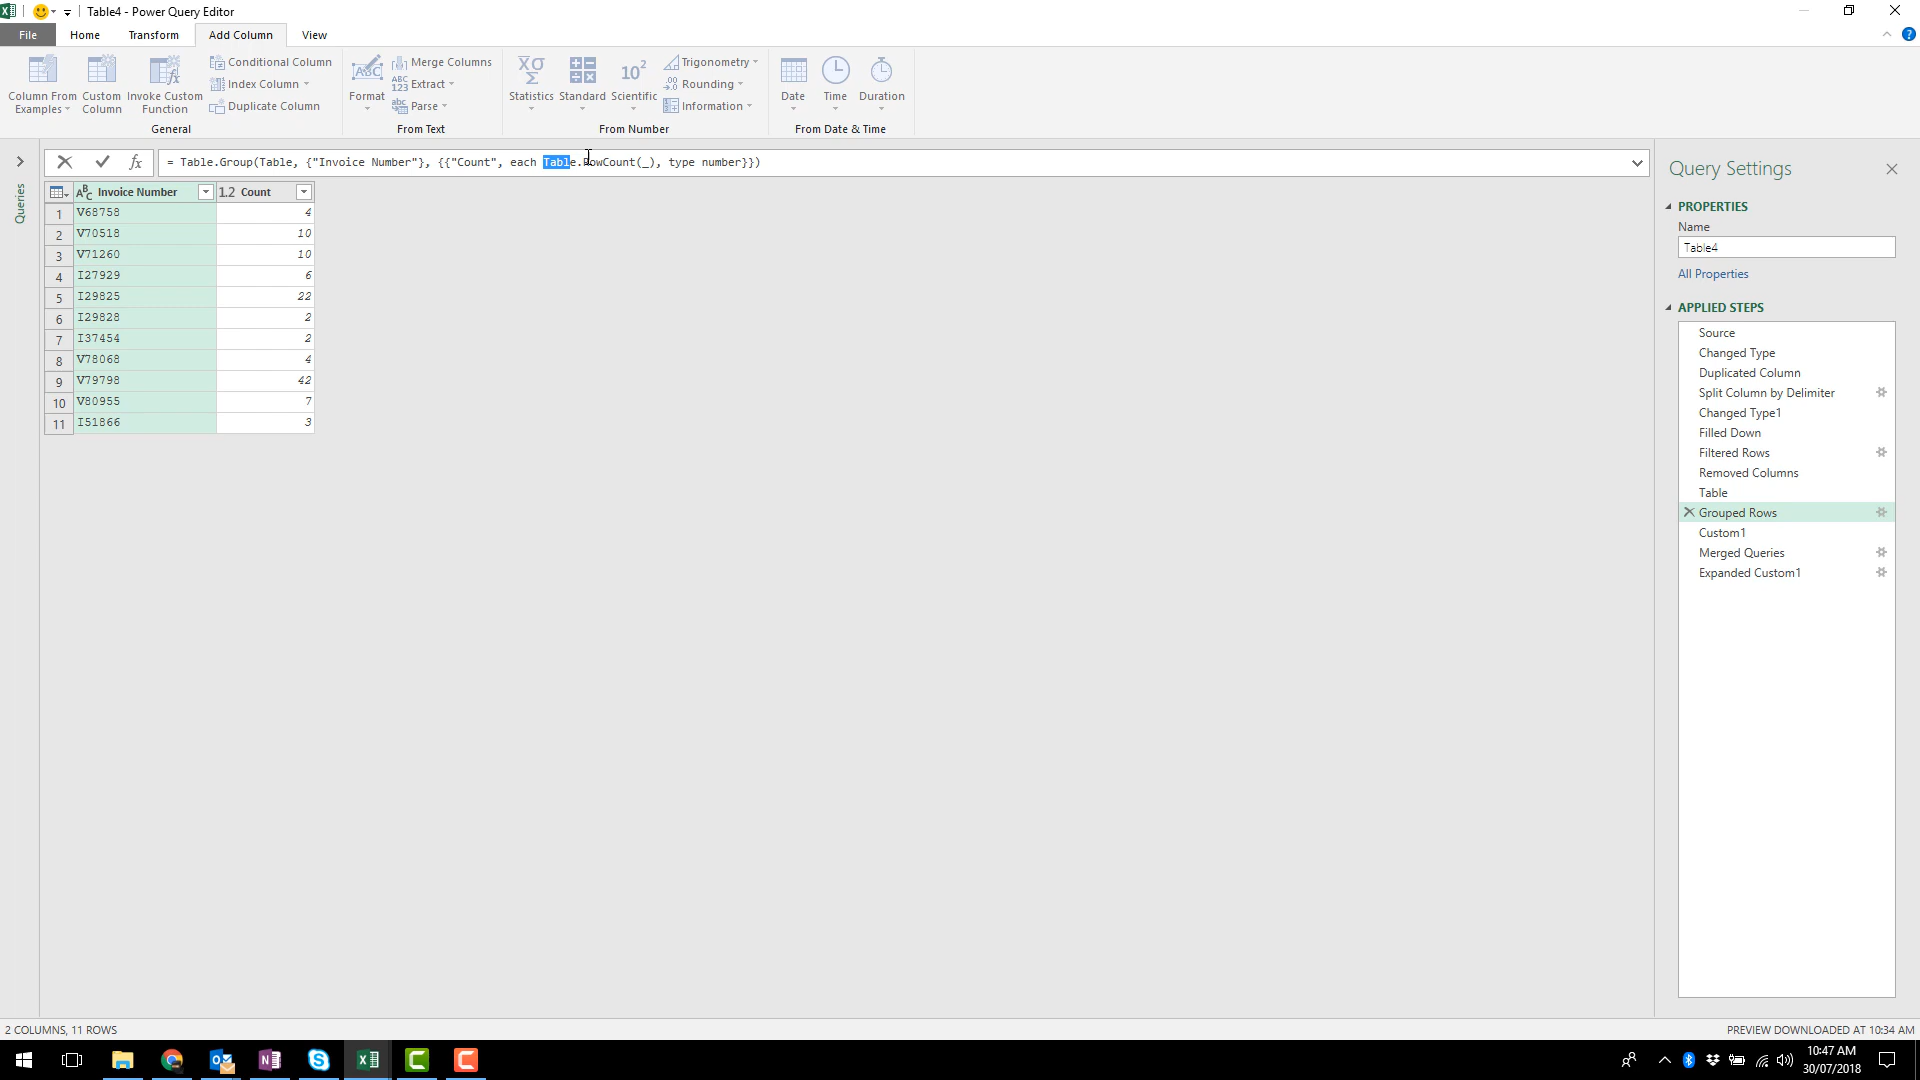 Table4 - Power Query Editor
File Home Transform Add Column View
Column From Examples
Custom Column
Invoke Custom Function
Conditional Column
Index Column
Duplicate Column
General
Format
Merge Columns
Extract
Parse
From Text
Statistics
Standard
Scientific
Trigonometry
Rounding
Information
From Number
Date
Time
Duration
From Date & Time
= Table.Group(Table, {"Invoice Number"}, {{"Count", each Table.RowCount(_), type number}})
Queries
Invoice Number 1.2 Count
1 V68758 4
2 V70518 10
3 V71260 10
4 I27929 6
5 I29825 22
6 I29828 2
7 I37454 2
8 V78068 4
9 V79798 42
10 V80955 7
11 I51866 3
Query Settings
PROPERTIES
Name
Table4
All Properties
APPLIED STEPS
Source
Changed Type
Duplicated Column
Split Column by Delimiter
Changed Type1
Filled Down
Filtered Rows
Removed Columns
Table
Grouped Rows
Custom1
Merged Queries
Expanded Custom1
2 COLUMNS, 11 ROWS
PREVIEW DOWNLOADED AT 10:34 AM
10:47 AM
30/07/2018